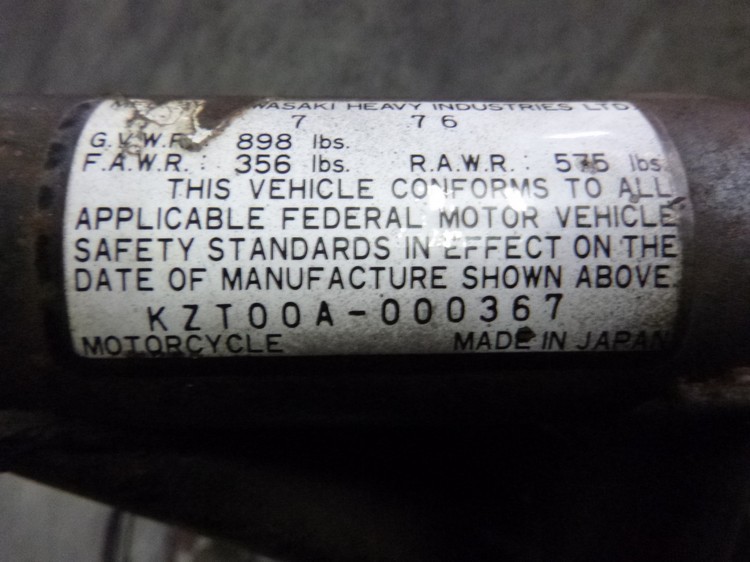 KAWASAKI HEAVY INDUSTRIES LTD
7 76
G.V.W.R. 898 lbs.
F.A.W.R.: 356 lbs. R.A.W.R.: 575 lbs.
THIS VEHICLE CONFORMS TO ALL
APPLICABLE FEDERAL MOTOR VEHICLE
SAFETY STANDARDS IN EFFECT ON THE
DATE OF MANUFACTURE SHOWN ABOVE.
KZT00A-000367
MOTORCYCLE MADE IN JAPAN